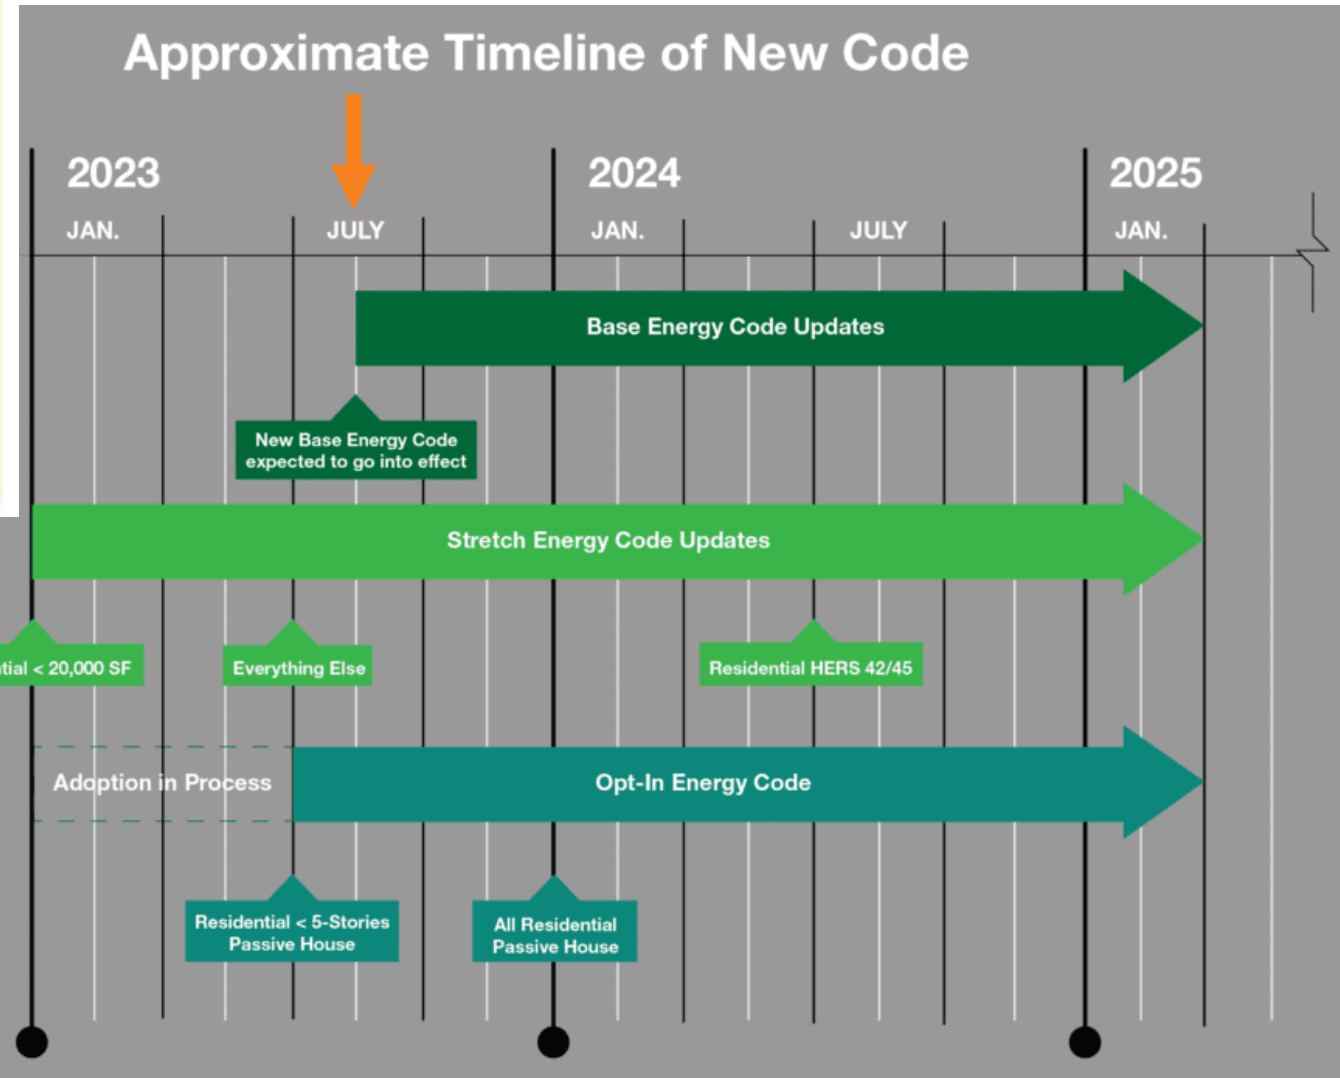 Approximate Timeline of New Code
2023
2024
2025
JAN.
JULY
JAN.
JULY
JAN.
Base Energy Code Updates
New Base Energy Code
expected to go into effect
Stretch Energy Code Updates
< 20,000 SF
Everything Else
Residential HERS 42/45
Adoption in Process
Opt-In Energy Code
Residential < 5-Stories
Passive House
All Residential
Passive House